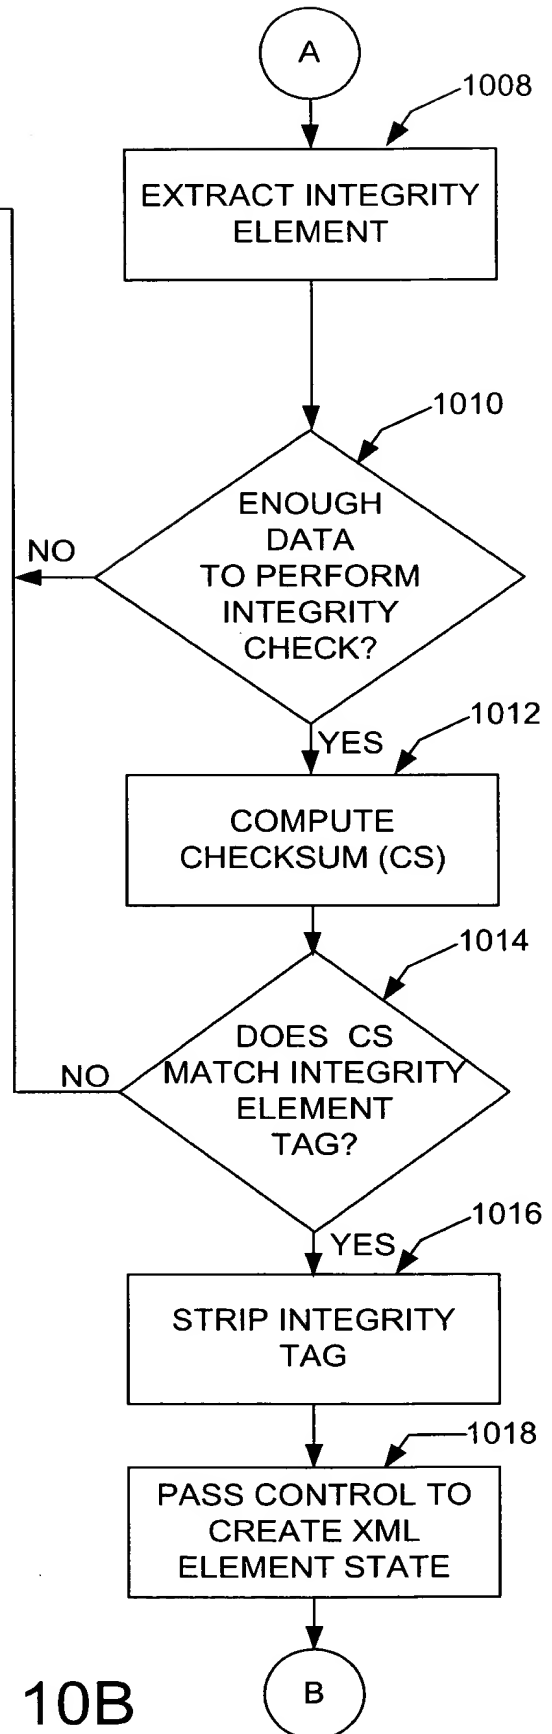 A
1008
EXTRACT INTEGRITY
ELEMENT
1010
ENOUGH
DATA
TO PERFORM
INTEGRITY
CHECK?
NO
YES
1012
COMPUTE
CHECKSUM (CS)
1014
DOES CS
MATCH INTEGRITY
ELEMENT
TAG?
NO
YES
1016
STRIP INTEGRITY
TAG
1018
PASS CONTROL TO
CREATE XML
ELEMENT STATE
B
10B